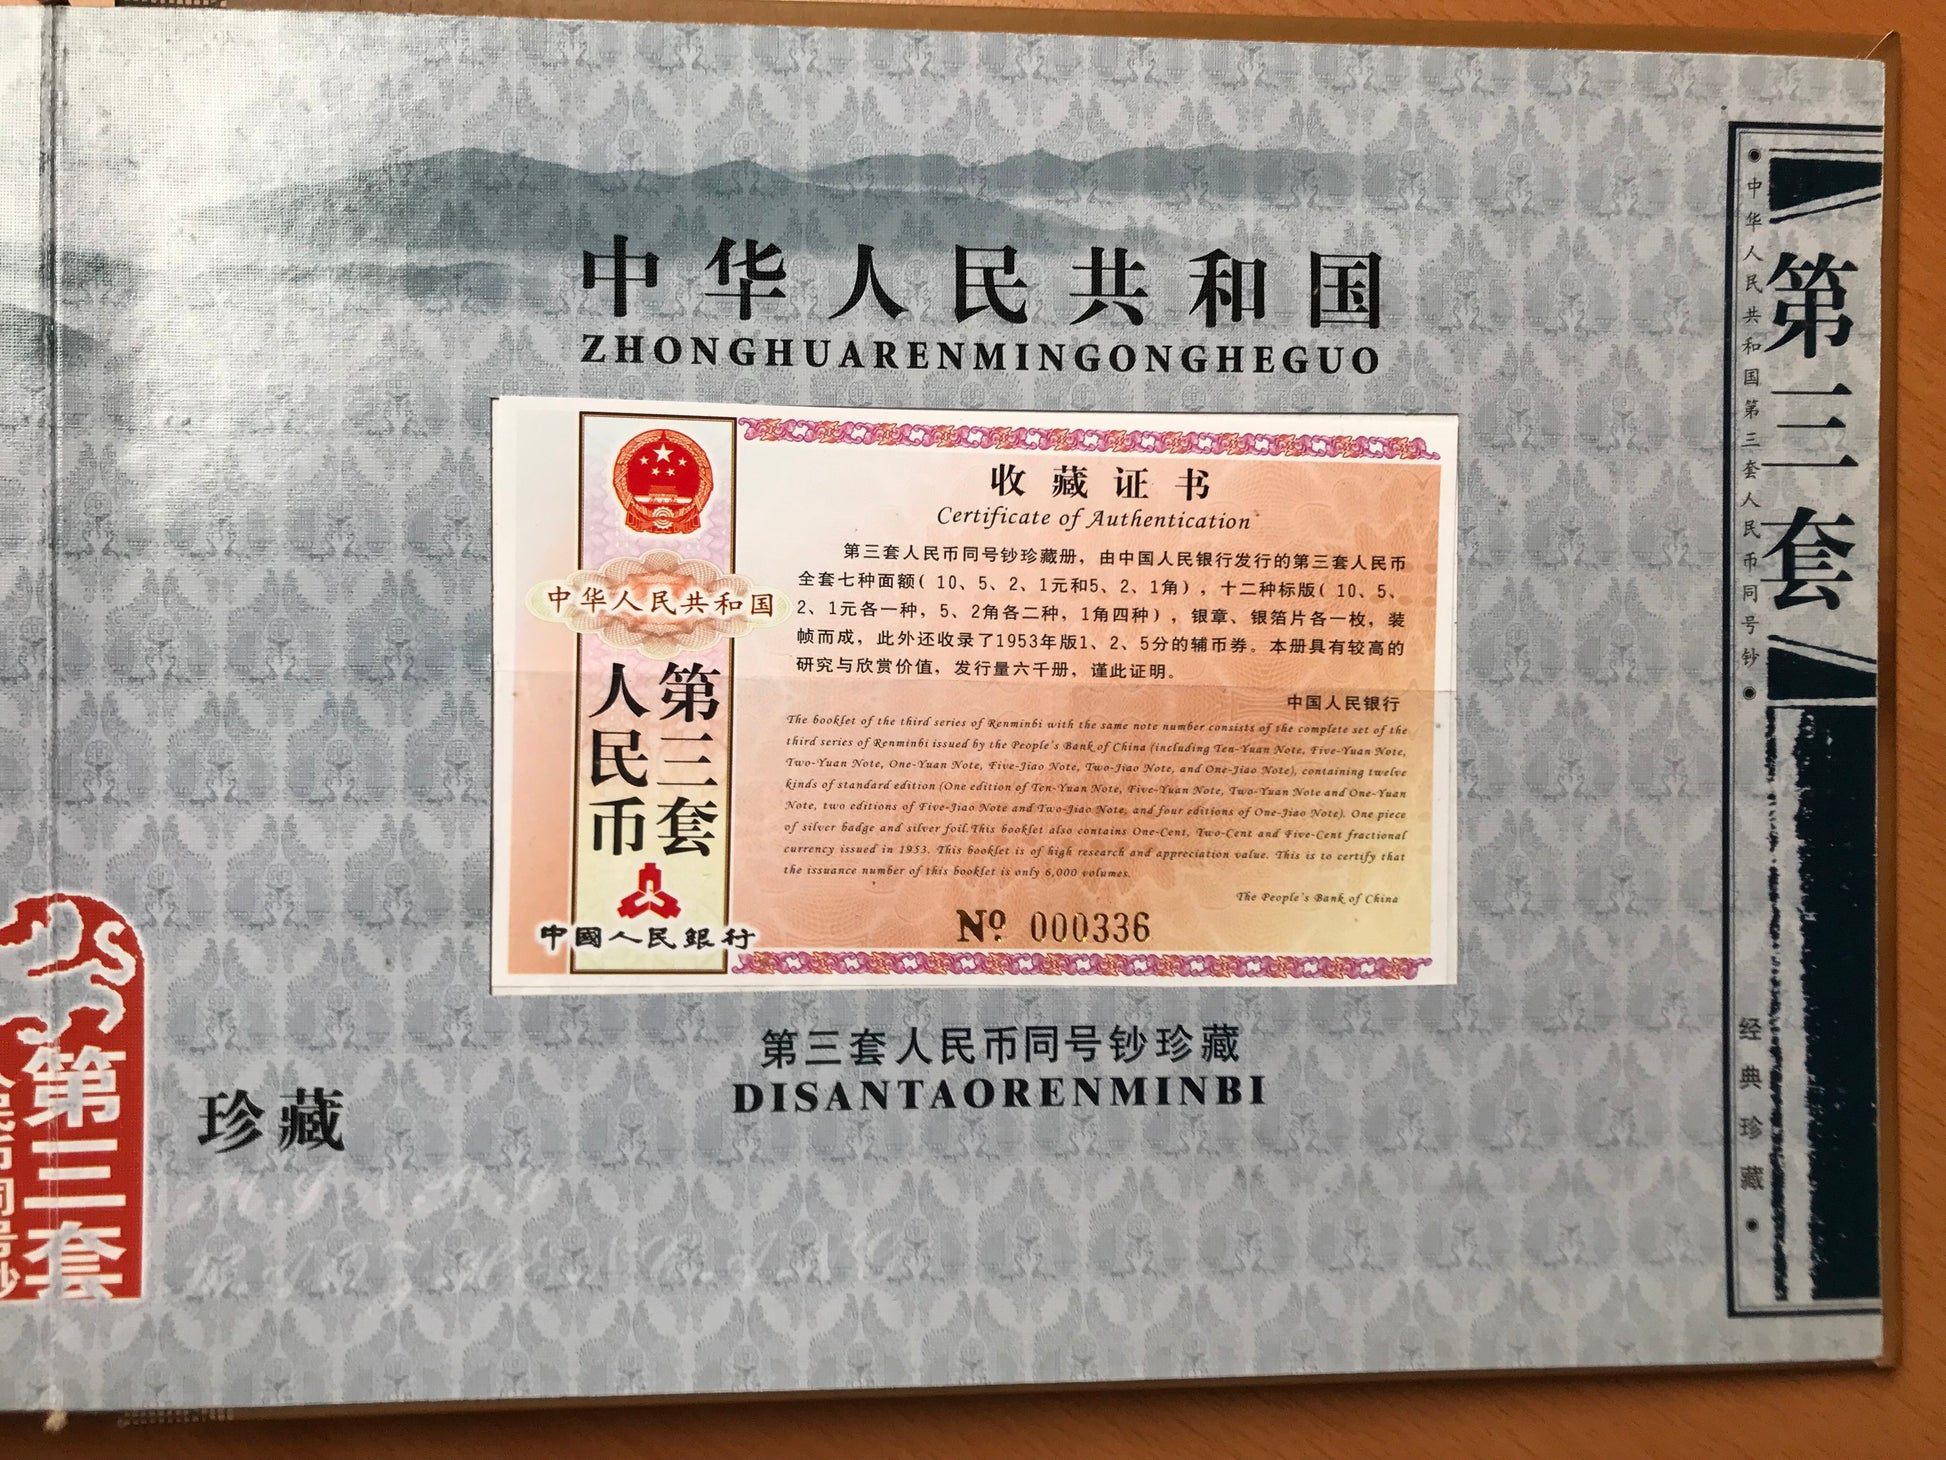 中华人民共和国
ZHONGHUARENMINGONGHEGUO
中华人民共和国
第三套
人民币
中國人民銀行
收藏证书
Certificate of Authentication
第三套人民币同号钞珍藏册，由中国人民银行发行的第三套人民币
全套七种面额（10、5、2、1元和5、2、1角），十二种标版（10、5、
2、1元各一种，5、2角各二种，1角四种），银章、银箔片各一枚，装
帧而成，此外还收录了1953年版1、2、5分的辅币券。本册具有较高的
研究与欣赏价值，发行量六千册，谨此证明。
中国人民银行
The booklet of the third series of Renminbi with the same note number consists of the complete set of the
third series of Renminbi issued by the People's Bank of China (including Ten-Yuan Note, Five-Yuan Note,
Two-Yuan Note, One-Yuan Note, Five-Jiao Note, Two-Jiao Note, and One-Jiao Note), containing twelve
kinds of standard edition (One edition of Ten-Yuan Note, Five-Yuan Note, Two-Yuan Note and One-Yuan
Note, two editions of Five-Jiao Note and Two-Jiao Note, and four editions of One-Jiao Note). One piece
of silver badge and silver foil. This booklet also contains One-Cent, Two-Cent and Five-Cent fractional
currency issued in 1953. This booklet is of high research and appreciation value. This is to certify that
the issuance number of this booklet is only 6,000 volumes.
The People's Bank of China
Nº 000336
第三套人民币同号钞珍藏
DISANTAORENMINBI
珍藏
第三套
人民币同号钞
第三套
中华人民共和国第三套人民币同号钞
经典珍藏